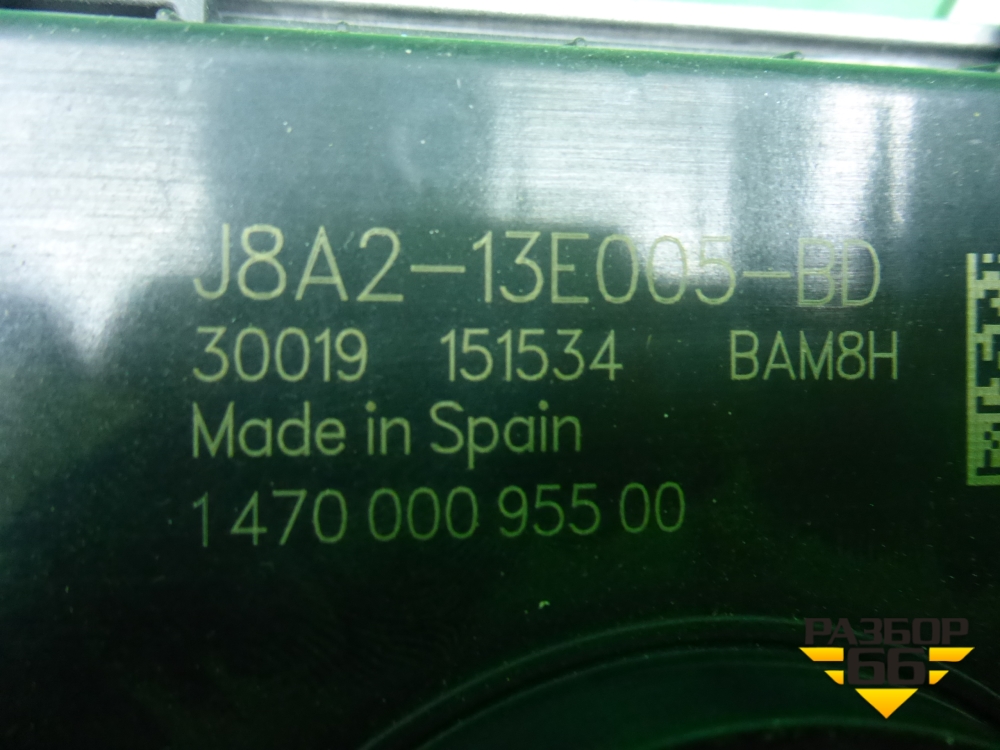 J8A2-13E005-BD
30019 151534 BAM8H
Made in Spain
1 470 000 955 00
РАЗБОР
66